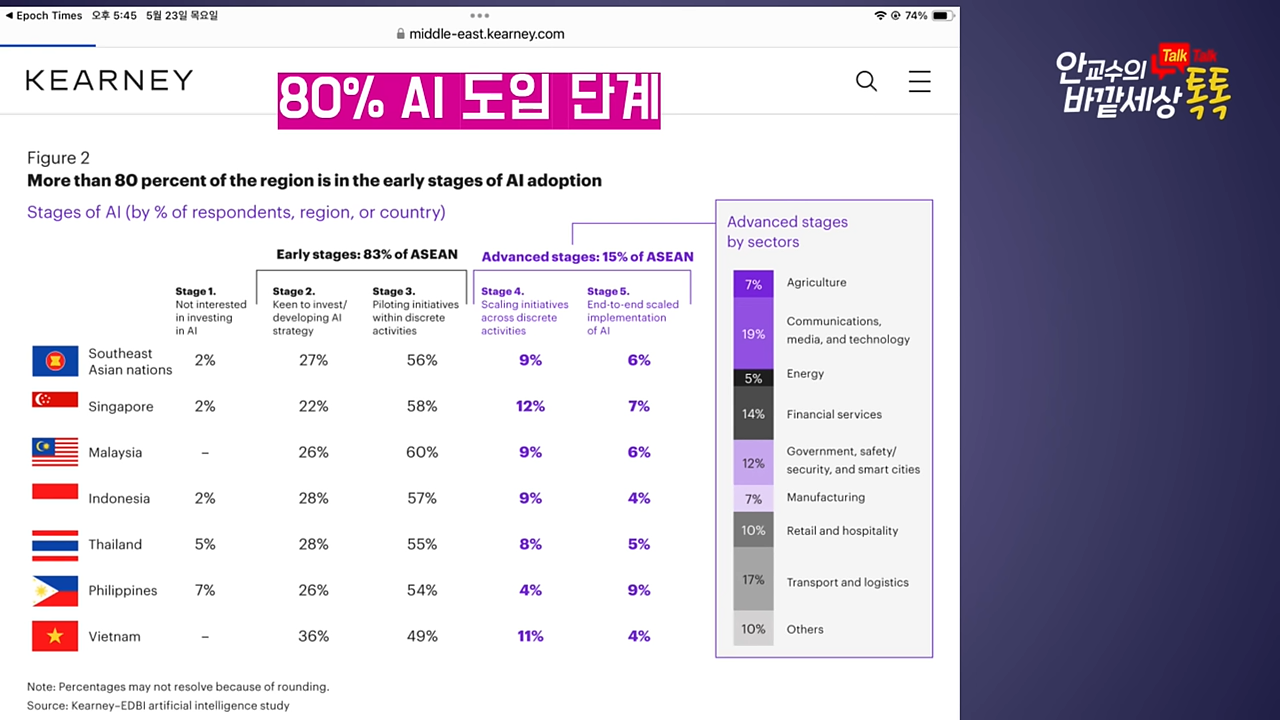 ◀ Epoch Times 오후 5:45 5월 23일 목요일
74%
middle-east.kearney.com
KEARNEY
80% AI 도입 단계
안교수의 Talk Talk
바깥세상 톡톡
Figure 2
More than 80 percent of the region is in the early stages of AI adoption
Stages of AI (by % of respondents, region, or country)
Early stages: 83% of ASEAN
Advanced stages: 15% of ASEAN
Stage 1.
Not interested
in investing
in AI
Stage 2.
Keen to invest/
developing AI
strategy
Stage 3.
Piloting initiatives
within discrete
activities
Stage 4.
Scaling initiatives
across discrete
activities
Stage 5.
End-to-end scaled
implementation
of AI
Southeast
Asian nations 2% 27% 56% 9% 6%
Singapore 2% 22% 58% 12% 7%
Malaysia – 26% 60% 9% 6%
Indonesia 2% 28% 57% 9% 4%
Thailand 5% 28% 55% 8% 5%
Philippines 7% 26% 54% 4% 9%
Vietnam – 36% 49% 11% 4%
Advanced stages
by sectors
7% Agriculture
19% Communications,
media, and technology
5% Energy
14% Financial services
12% Government, safety/
security, and smart cities
7% Manufacturing
10% Retail and hospitality
17% Transport and logistics
10% Others
Note: Percentages may not resolve because of rounding.
Source: Kearney–EDBI artificial intelligence study